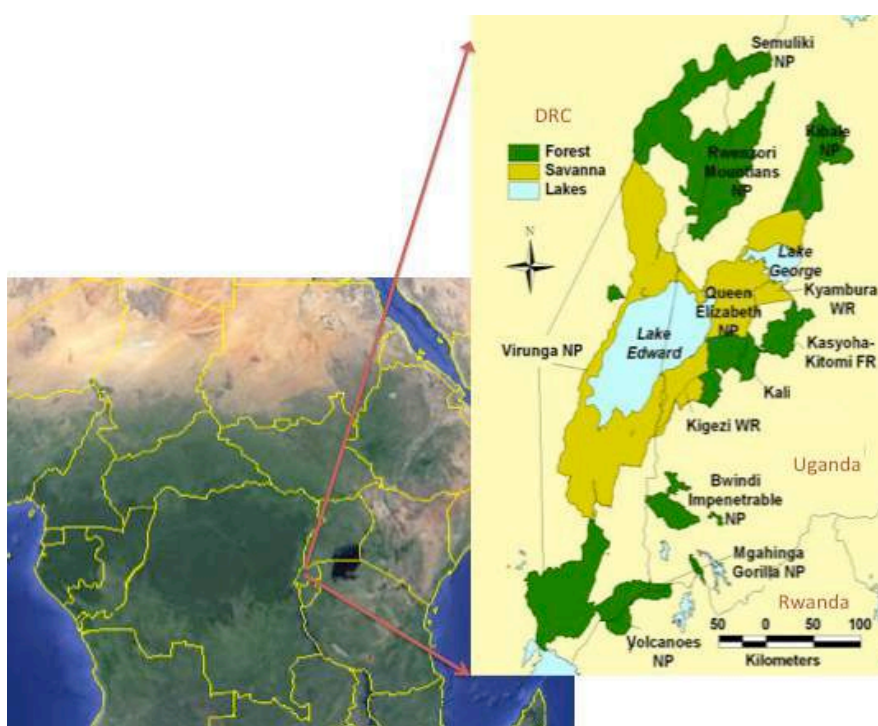 Semuliki
NP
DRC
Forest
Savanna
Lakes
Kibale
NP
Rwenzori
Mountians
NP
N
Lake
George
Queen
Elizabeth
NP
Kyambura
WR
Lake
Edward
Virunga NP
Kasyoha-
Kitomi FR
Kali
Kigezi WR
Uganda
Bwindi
Impenetrable
NP
Mgahinga
Gorilla NP
Rwanda
Volcanoes
NP
50 0 50 100
Kilometers